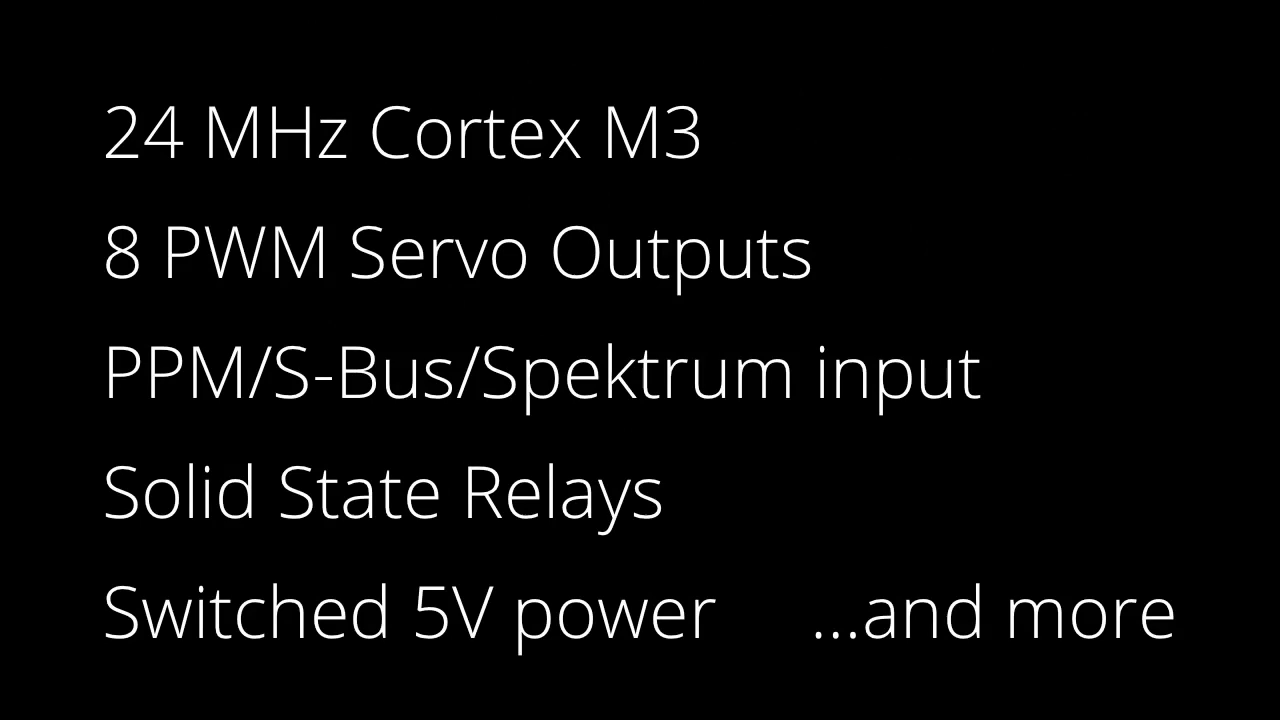 24 MHz Cortex M3
8 PWM Servo Outputs
PPM/S-Bus/Spektrum input
Solid State Relays
Switched 5V power ...and more